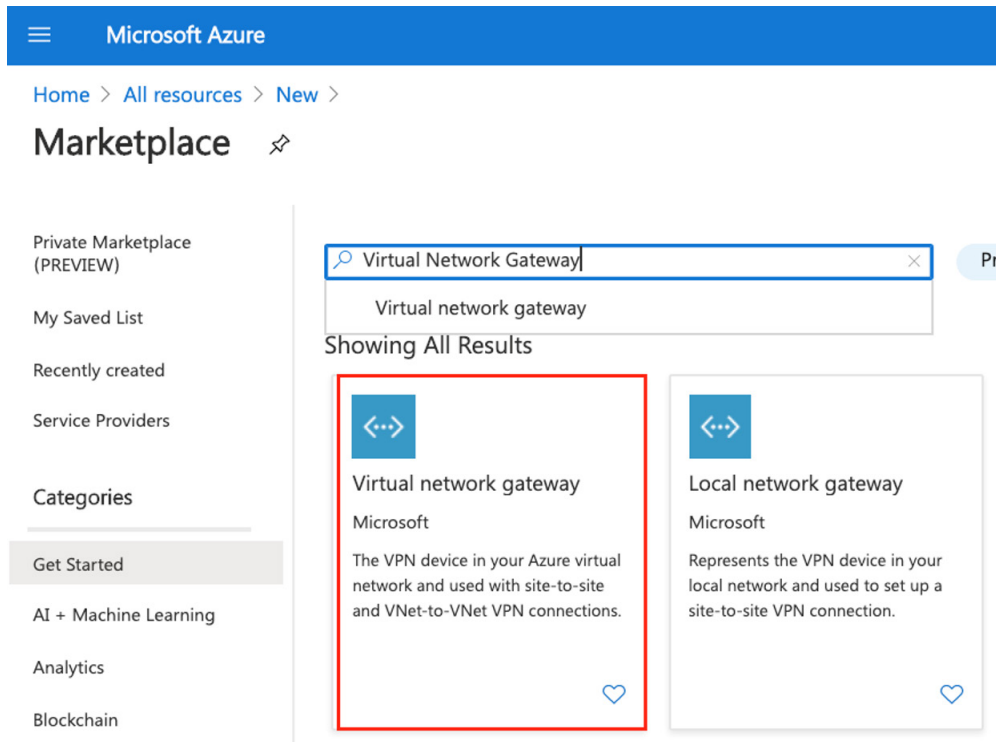 Microsoft Azure
Home > All resources > New >
Marketplace
Private Marketplace
(PREVIEW)
My Saved List
Recently created
Service Providers
Categories
Get Started
AI + Machine Learning
Analytics
Blockchain
Virtual Network Gateway
Pr
Virtual network gateway
Showing All Results
Virtual network gateway
Microsoft
The VPN device in your Azure virtual
network and used with site-to-site
and VNet-to-VNet VPN connections.
Local network gateway
Microsoft
Represents the VPN device in your
local network and used to set up a
site-to-site VPN connection.